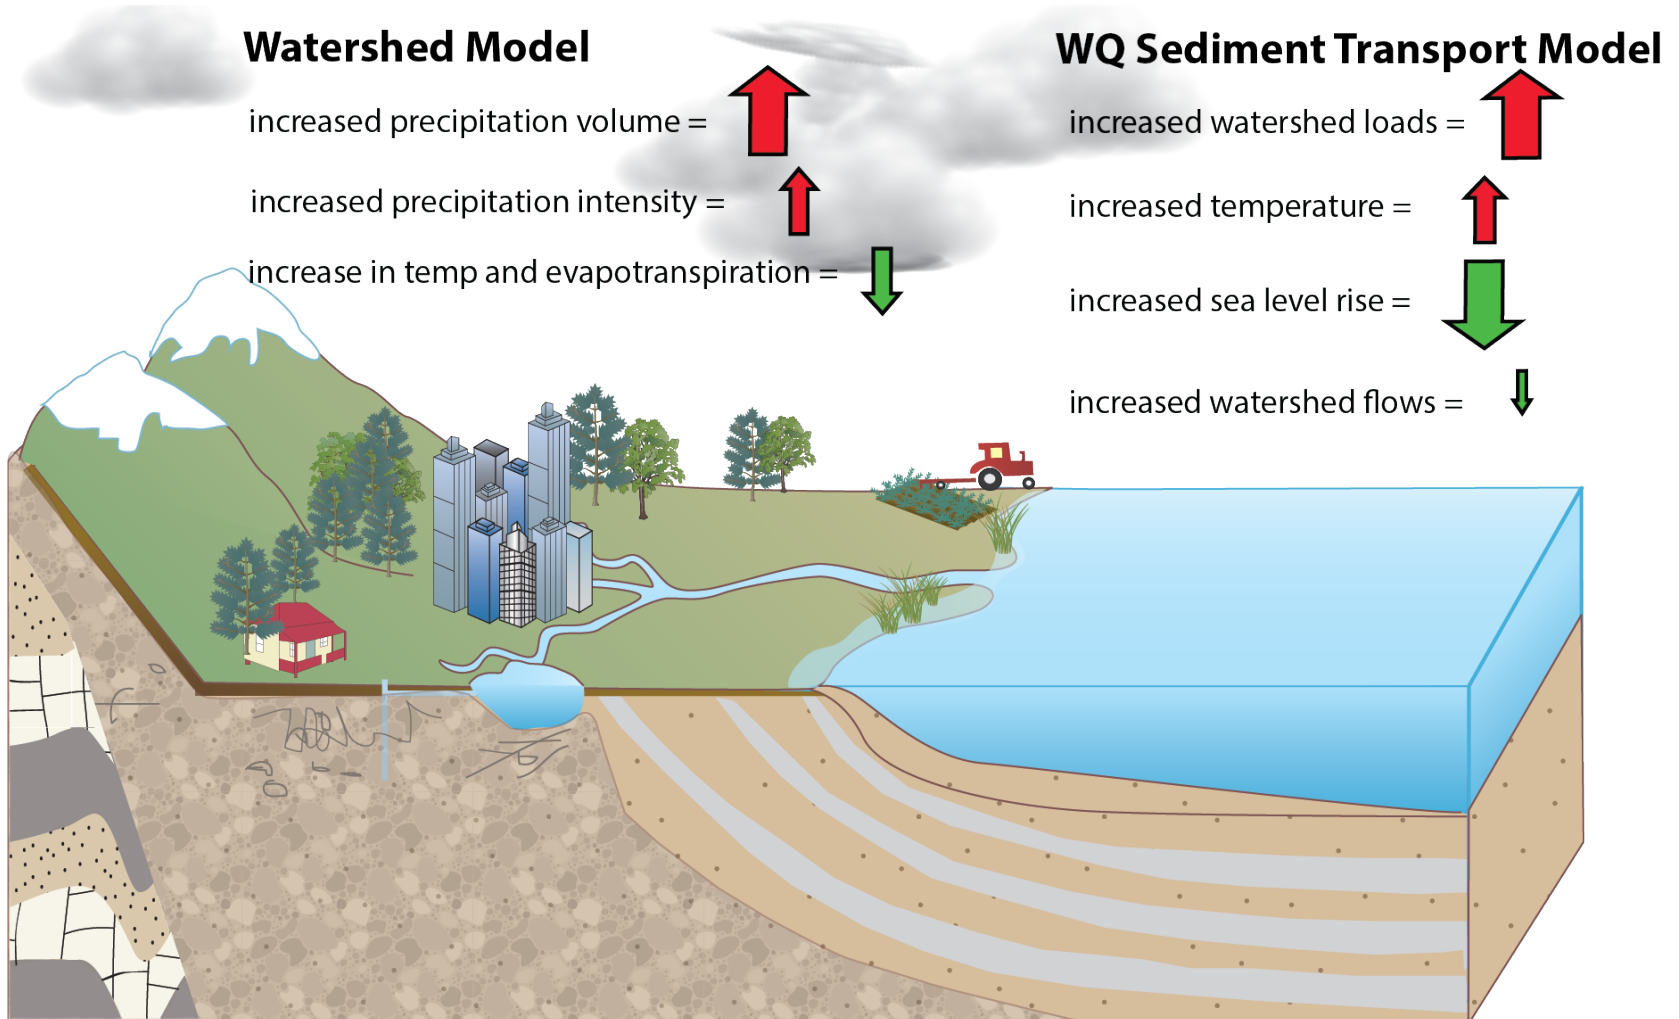 Watershed Model
increased precipitation volume =
increased precipitation intensity =
increase in temp and evapotranspiration =
WQ Sediment Transport Model
increased watershed loads =
increased temperature =
increased sea level rise =
increased watershed flows =